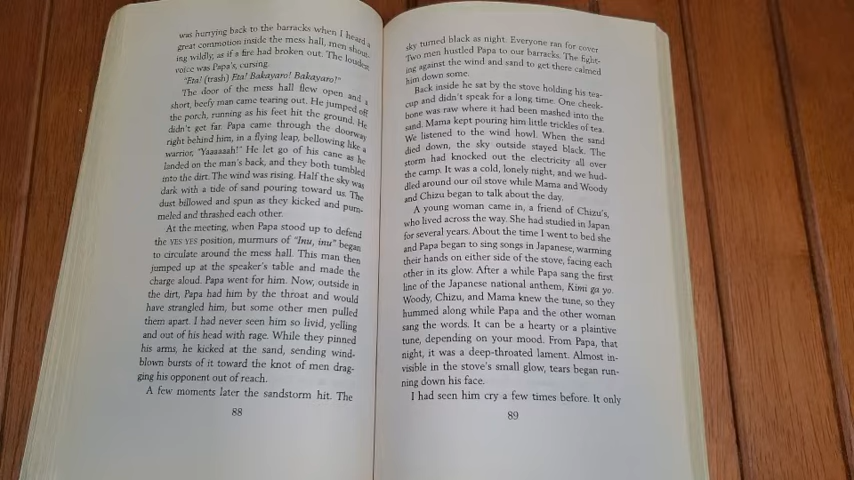 was hurrying back to the barracks when I heard a
great commotion inside the mess hall, men shout-
ing wildly, as if a fire had broken out. The loudest
voice was Papa's, cursing.
"Eta! (trash) Eta! Bakayaro! Bakayaro!"
The door of the mess hall flew open and a
short, beefy man came tearing out. He jumped off
the porch, running as his feet hit the ground. He
didn't get far. Papa came through the doorway
right behind him, in a flying leap, bellowing like a
warrior, "Yaaaaaah!" He let go of his cane as he
landed on the man's back, and they both tumbled
into the dirt. The wind was rising. Half the sky was
dark with a tide of sand pouring toward us. The
dust billowed and spun as they kicked and pum-
meled and thrashed each other.
At the meeting, when Papa stood up to defend
the YES YES position, murmurs of "Inu, inu" began
to circulate around the mess hall. This man then
jumped up at the speaker's table and made the
charge aloud. Papa went for him. Now, outside in
the dirt, Papa had him by the throat and would
have strangled him, but some other men pulled
them apart. I had never seen him so livid, yelling
and out of his head with rage. While they pinned
his arms, he kicked at the sand, sending wind-
blown bursts of it toward the knot of men drag-
ging his opponent out of reach.
A few moments later the sandstorm hit. The
88
sky turned black as night. Everyone ran for cover
Two men hustled Papa to our barracks. The fight-
ing against the wind and sand to get there calmed
him down some.
Back inside he sat by the stove holding his tea-
cup and didn't speak for a long time. One cheek-
bone was raw where it had been mashed into the
sand. Mama kept pouring him little trickles of tea.
We listened to the wind howl. When the sand
died down, the sky outside stayed black. The
storm had knocked out the electricity all over
the camp. It was a cold, lonely night, and we hud-
dled around our oil stove while Mama and Woody
and Chizu began to talk about the day.
A young woman came in, a friend of Chizu's,
who lived across the way. She had studied in Japan
for several years. About the time I went to bed she
and Papa began to sing songs in Japanese, warming
their hands on either side of the stove, facing each
other in its glow. After a while Papa sang the first
line of the Japanese national anthem, Kimi ga yo.
Woody, Chizu, and Mama knew the tune, so they
hummed along while Papa and the other woman
sang the words. It can be a hearty or a plaintive
tune, depending on your mood. From Papa, that
night, it was a deep-throated lament. Almost in-
visible in the stove's small glow, tears began run-
ning down his face.
I had seen him cry a few times before. It only
89